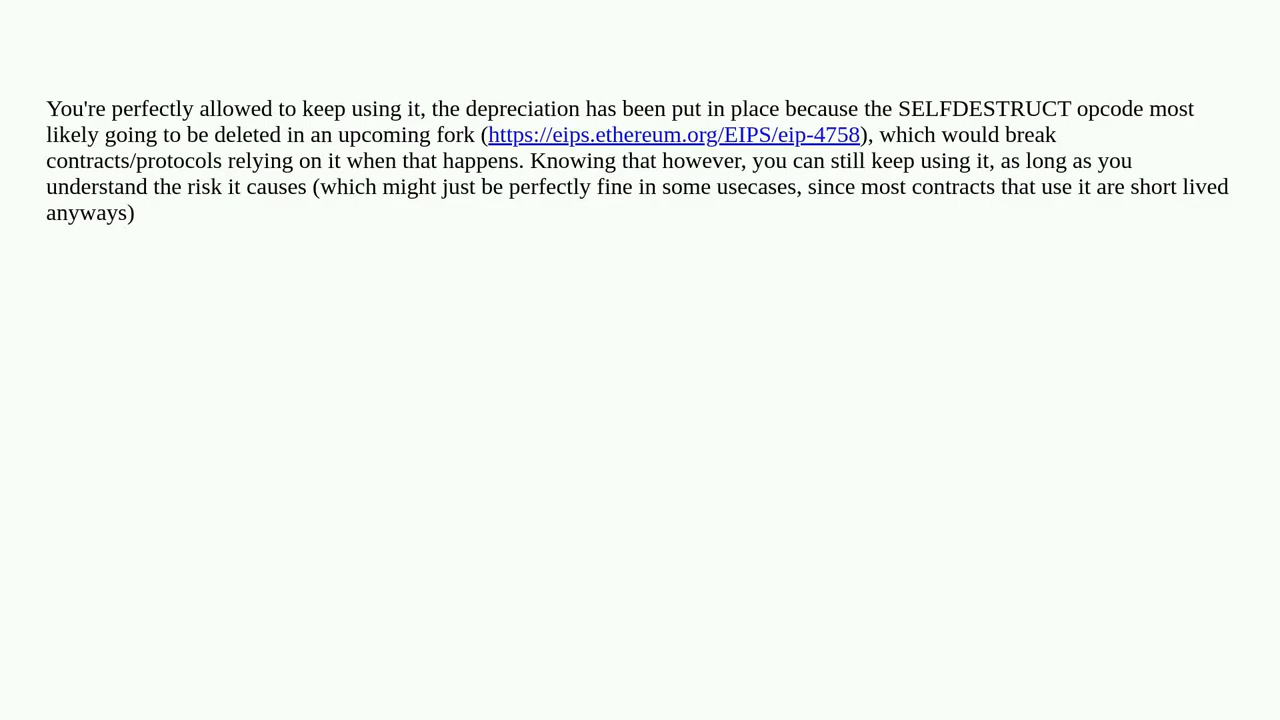 You're perfectly allowed to keep using it, the depreciation has been put in place because the SELFDESTRUCT opcode most
likely going to be deleted in an upcoming fork (https://eips.ethereum.org/EIPS/eip-4758), which would break
contracts/protocols relying on it when that happens. Knowing that however, you can still keep using it, as long as you
understand the risk it causes (which might just be perfectly fine in some usecases, since most contracts that use it are short lived
anyways)